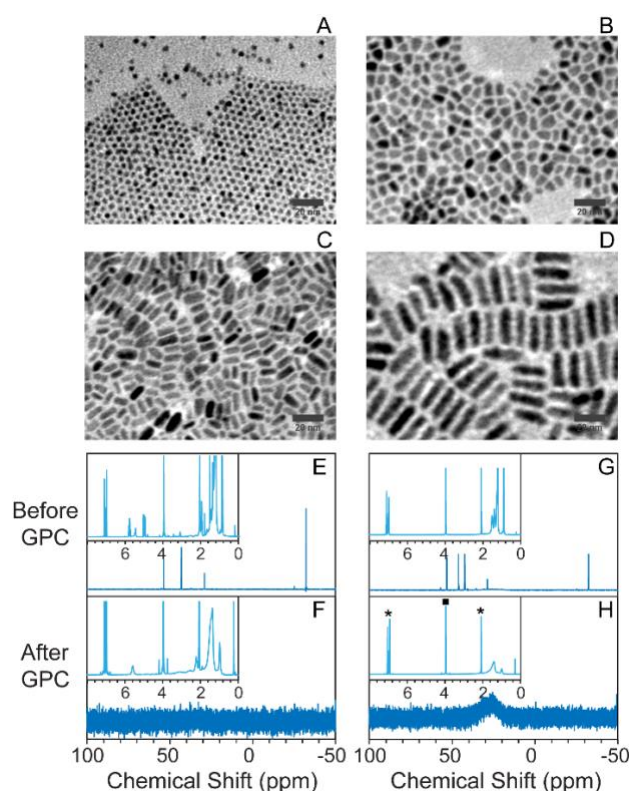 A
B
20 nm
20 nm
C
D
20 nm
20 nm
E
G
Before
GPC
6 4 2 0
6 4 2 0
F
H
After
GPC
* ■ *
6 4 2 0
6 4 2 0
100 50 0 -50
100 50 0 -50
Chemical Shift (ppm)
Chemical Shift (ppm)